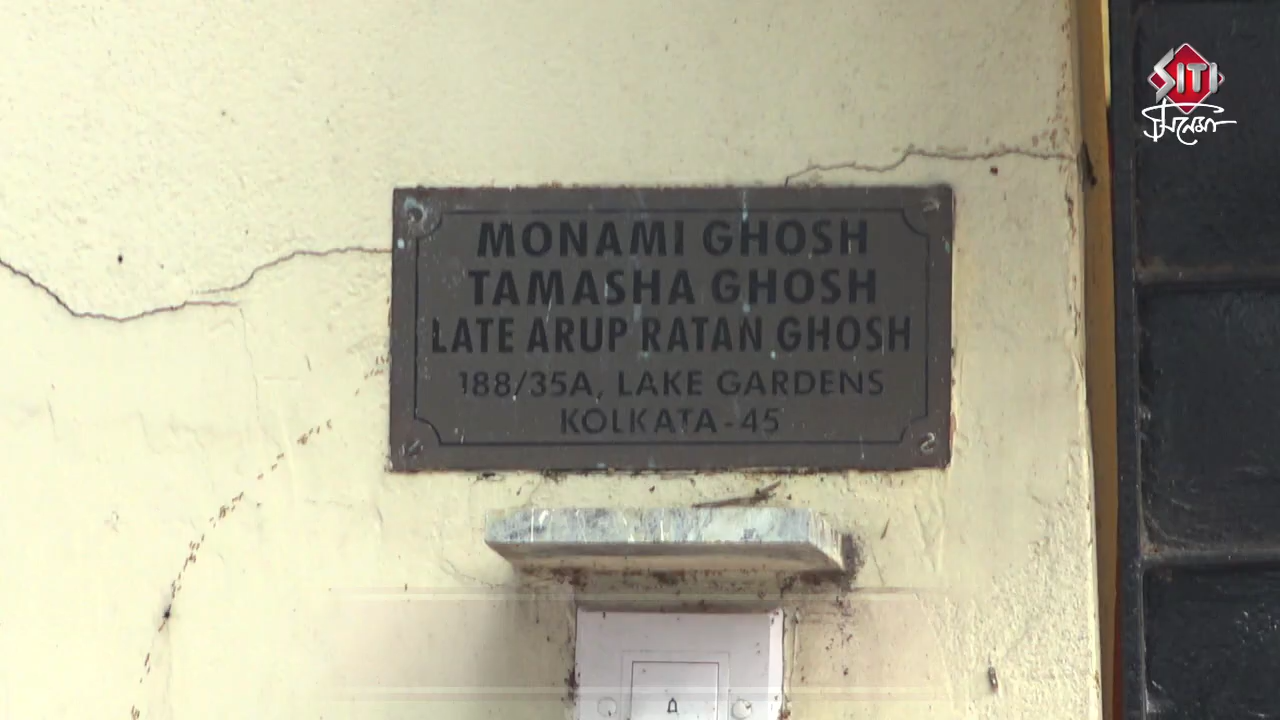 SITI
সিনেমা
MONAMI GHOSH
TAMASHA GHOSH
LATE ARUP RATAN GHOSH
188/35A, LAKE GARDENS
KOLKATA - 45